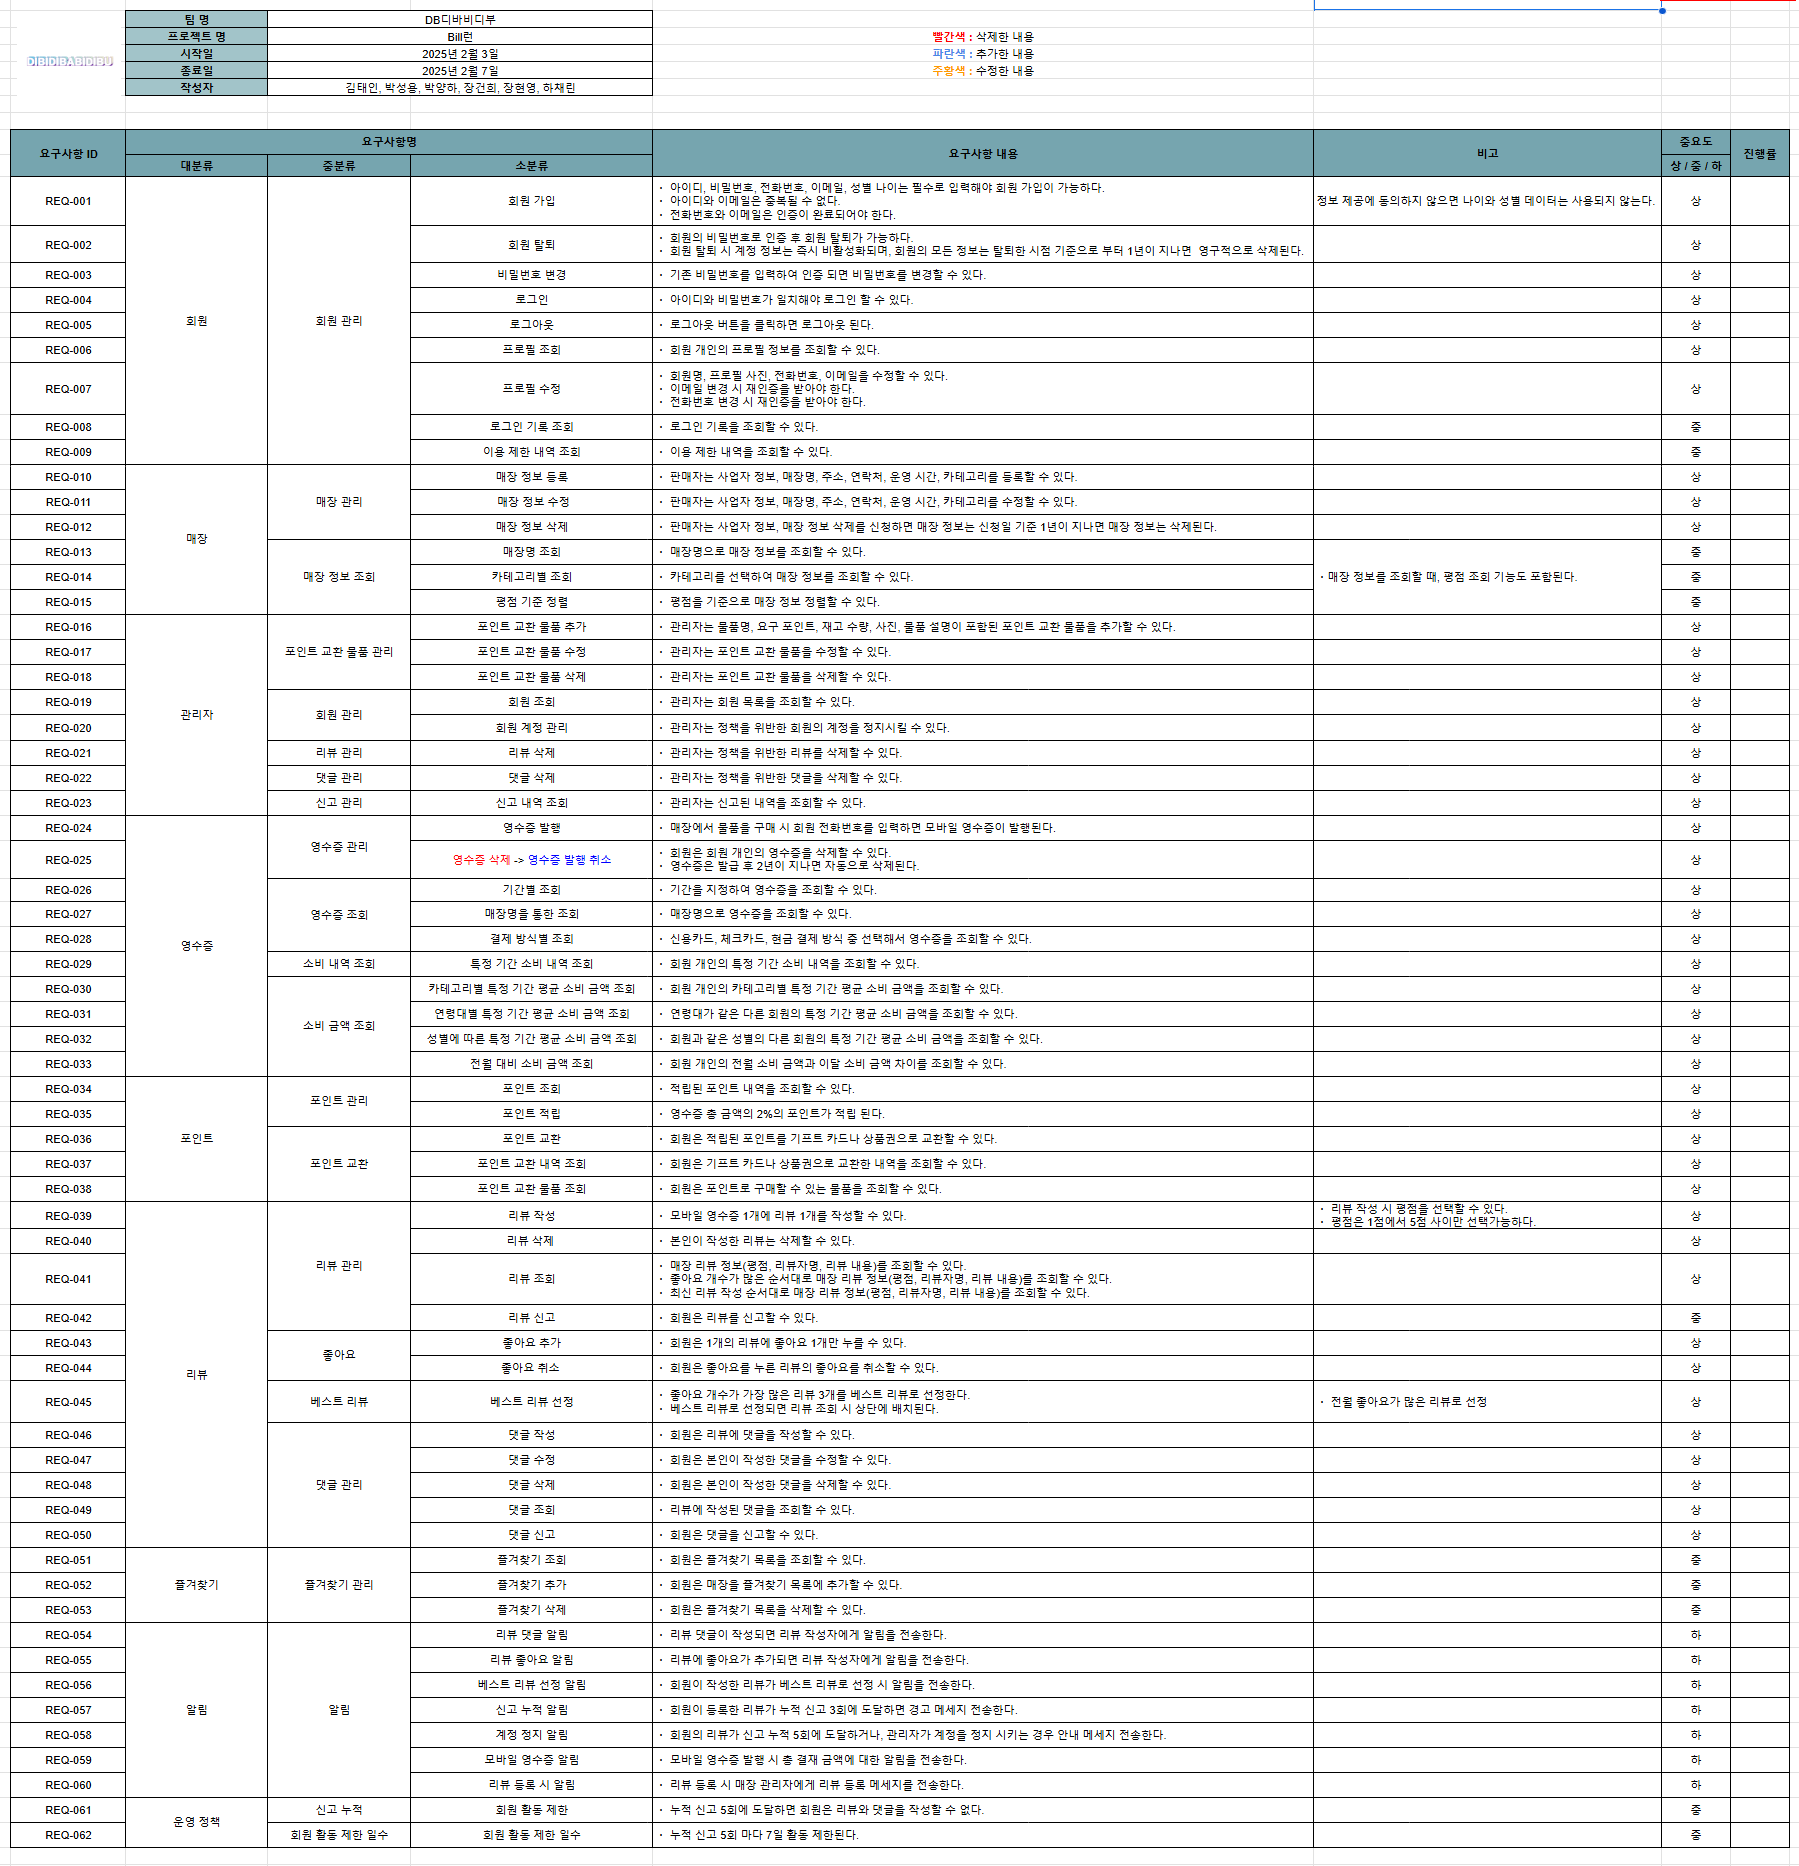 DIBIDIBABIDIBU
팀 명 DB디바비디부
프로젝트 명 Bill런
시작일 2025년 2월 3일
종료일 2025년 2월 7일
작성자 김태인, 박성용, 박양하, 장건희, 장현영, 하채린
빨간색 : 삭제한 내용
파란색 : 추가한 내용
주황색 : 수정한 내용
요구사항 ID 요구사항명 요구사항 내용 비고 중요도 진행률
대분류 중분류 소분류 상 / 중 / 하
REQ-001 회원 가입 · 아이디, 비밀번호, 전화번호, 이메일, 성별 나이는 필수로 입력해야 회원 가입이 가능하다.
· 아이디와 이메일은 중복될 수 없다.
· 전화번호와 이메일은 인증이 완료되어야 한다.
정보 제공에 동의하지 않으면 나이와 성별 데이터는 사용되지 않는다. 상
REQ-002 회원 탈퇴 · 회원의 비밀번호로 인증 후 회원 탈퇴가 가능하다.
· 회원 탈퇴 시 계정 정보는 즉시 비활성화되며, 회원의 모든 정보는 탈퇴한 시점 기준으로 부터 1년이 지나면 영구적으로 삭제된다. 상
REQ-003 비밀번호 변경 · 기존 비밀번호를 입력하여 인증 되면 비밀번호를 변경할 수 있다. 상
REQ-004 로그인 · 아이디와 비밀번호가 일치해야 로그인 할 수 있다. 상
회원 회원 관리
REQ-005 로그아웃 · 로그아웃 버튼을 클릭하면 로그아웃 된다. 상
REQ-006 프로필 조회 · 회원 개인의 프로필 정보를 조회할 수 있다. 상
REQ-007 프로필 수정 · 회원명, 프로필 사진, 전화번호, 이메일을 수정할 수 있다.
· 이메일 변경 시 재인증을 받아야 한다.
· 전화번호 변경 시 재인증을 받아야 한다. 상
REQ-008 로그인 기록 조회 · 로그인 기록을 조회할 수 있다. 중
REQ-009 이용 제한 내역 조회 · 이용 제한 내역을 조회할 수 있다. 중
REQ-010 매장 정보 등록 · 판매자는 사업자 정보, 매장명, 주소, 연락처, 운영 시간, 카테고리를 등록할 수 있다. 상
REQ-011 매장 관리 매장 정보 수정 · 판매자는 사업자 정보, 매장명, 주소, 연락처, 운영 시간, 카테고리를 수정할 수 있다. 상
REQ-012 매장 정보 삭제 · 판매자는 사업자 정보, 매장 정보 삭제를 신청하면 매장 정보는 신청일 기준 1년이 지나면 매장 정보는 삭제된다. 상
매장
REQ-013 매장명 조회 · 매장명으로 매장 정보를 조회할 수 있다. 중
REQ-014 매장 정보 조회 카테고리별 조회 · 카테고리를 선택하여 매장 정보를 조회할 수 있다. · 매장 정보를 조회할 때, 평점 조회 기능도 포함된다. 중
REQ-015 평점 기준 정렬 · 평점을 기준으로 매장 정보 정렬할 수 있다. 중
REQ-016 포인트 교환 물품 추가 · 관리자는 물품명, 요구 포인트, 재고 수량, 사진, 물품 설명이 포함된 포인트 교환 물품을 추가할 수 있다. 상
REQ-017 포인트 교환 물품 관리 포인트 교환 물품 수정 · 관리자는 포인트 교환 물품을 수정할 수 있다. 상
REQ-018 포인트 교환 물품 삭제 · 관리자는 포인트 교환 물품을 삭제할 수 있다. 상
REQ-019 회원 조회 · 관리자는 회원 목록을 조회할 수 있다. 상
관리자 회원 관리
REQ-020 회원 계정 관리 · 관리자는 정책을 위반한 회원의 계정을 정지시킬 수 있다. 상
REQ-021 리뷰 관리 리뷰 삭제 · 관리자는 정책을 위반한 리뷰를 삭제할 수 있다. 상
REQ-022 댓글 관리 댓글 삭제 · 관리자는 정책을 위반한 댓글을 삭제할 수 있다. 상
REQ-023 신고 관리 신고 내역 조회 · 관리자는 신고된 내역을 조회할 수 있다. 상
REQ-024 영수증 발행 · 매장에서 물품을 구매 시 회원 전화번호를 입력하면 모바일 영수증이 발행된다. 상
영수증 관리
REQ-025 영수증 삭제 -> 영수증 발행 취소 · 회원은 회원 개인의 영수증을 삭제할 수 있다.
· 영수증은 발급 후 2년이 지나면 자동으로 삭제된다. 상
REQ-026 기간별 조회 · 기간을 지정하여 영수증을 조회할 수 있다. 상
REQ-027 영수증 조회 매장명을 통한 조회 · 매장명으로 영수증을 조회할 수 있다. 상
REQ-028 결제 방식별 조회 · 신용카드, 체크카드, 현금 결제 방식 중 선택해서 영수증을 조회할 수 있다. 상
영수증
REQ-029 소비 내역 조회 특정 기간 소비 내역 조회 · 회원 개인의 특정 기간 소비 내역을 조회할 수 있다. 상
REQ-030 카테고리별 특정 기간 평균 소비 금액 조회 · 회원 개인의 카테고리별 특정 기간 평균 소비 금액을 조회할 수 있다. 상
REQ-031 연령대별 특정 기간 평균 소비 금액 조회 · 연령대가 같은 다른 회원의 특정 기간 평균 소비 금액을 조회할 수 있다. 상
소비 금액 조회
REQ-032 성별에 따른 특정 기간 평균 소비 금액 조회 · 회원과 같은 성별의 다른 회원의 특정 기간 평균 소비 금액을 조회할 수 있다. 상
REQ-033 전월 대비 소비 금액 조회 · 회원 개인의 전월 소비 금액과 이달 소비 금액 차이를 조회할 수 있다. 상
REQ-034 포인트 조회 · 적립된 포인트 내역을 조회할 수 있다. 상
포인트 관리
REQ-035 포인트 적립 · 영수증 총 금액의 2%의 포인트가 적립 된다. 상
REQ-036 포인트 포인트 교환 · 회원은 적립된 포인트를 기프트 카드나 상품권으로 교환할 수 있다. 상
REQ-037 포인트 교환 포인트 교환 내역 조회 · 회원은 기프트 카드나 상품권으로 교환한 내역을 조회할 수 있다. 상
REQ-038 포인트 교환 물품 조회 · 회원은 포인트로 구매할 수 있는 물품을 조회할 수 있다. 상
REQ-039 리뷰 작성 · 모바일 영수증 1개에 리뷰 1개를 작성할 수 있다. · 리뷰 작성 시 평점을 선택할 수 있다.
· 평점은 1점에서 5점 사이만 선택가능하다. 상
REQ-040 리뷰 삭제 · 본인이 작성한 리뷰는 삭제할 수 있다. 상
리뷰 관리
REQ-041 리뷰 조회 · 매장 리뷰 정보(평점, 리뷰자명, 리뷰 내용)를 조회할 수 있다.
· 좋아요 개수가 많은 순서대로 매장 리뷰 정보(평점, 리뷰자명, 리뷰 내용)를 조회할 수 있다.
· 최신 리뷰 작성 순서대로 매장 리뷰 정보(평점, 리뷰자명, 리뷰 내용)를 조회할 수 있다. 상
REQ-042 리뷰 신고 · 회원은 리뷰를 신고할 수 있다. 중
REQ-043 좋아요 추가 · 회원은 1개의 리뷰에 좋아요 1개만 누를 수 있다. 상
좋아요
REQ-044 좋아요 취소 · 회원은 좋아요를 누른 리뷰의 좋아요를 취소할 수 있다. 상
리뷰
REQ-045 베스트 리뷰 베스트 리뷰 선정 · 좋아요 개수가 가장 많은 리뷰 3개를 베스트 리뷰로 선정한다.
· 베스트 리뷰로 선정되면 리뷰 조회 시 상단에 배치된다. · 전월 좋아요가 많은 리뷰로 선정 상
REQ-046 댓글 작성 · 회원은 리뷰에 댓글을 작성할 수 있다. 상
REQ-047 댓글 수정 · 회원은 본인이 작성한 댓글을 수정할 수 있다. 상
REQ-048 댓글 관리 댓글 삭제 · 회원은 본인이 작성한 댓글을 삭제할 수 있다. 상
REQ-049 댓글 조회 · 리뷰에 작성된 댓글을 조회할 수 있다. 상
REQ-050 댓글 신고 · 회원은 댓글을 신고할 수 있다. 상
REQ-051 즐겨찾기 조회 · 회원은 즐겨찾기 목록을 조회할 수 있다. 중
REQ-052 즐겨찾기 즐겨찾기 관리 즐겨찾기 추가 · 회원은 매장을 즐겨찾기 목록에 추가할 수 있다. 중
REQ-053 즐겨찾기 삭제 · 회원은 즐겨찾기 목록을 삭제할 수 있다. 중
REQ-054 리뷰 댓글 알림 · 리뷰 댓글이 작성되면 리뷰 작성자에게 알림을 전송한다. 하
REQ-055 리뷰 좋아요 알림 · 리뷰에 좋아요가 추가되면 리뷰 작성자에게 알림을 전송한다. 하
REQ-056 베스트 리뷰 선정 알림 · 회원이 작성한 리뷰가 베스트 리뷰로 선정 시 알림을 전송한다. 하
REQ-057 알림 알림 신고 누적 알림 · 회원이 등록한 리뷰가 누적 신고 3회에 도달하면 경고 메세지 전송한다. 하
REQ-058 계정 정지 알림 · 회원의 리뷰가 신고 누적 5회에 도달하거나, 관리자가 계정을 정지 시키는 경우 안내 메세지 전송한다. 하
REQ-059 모바일 영수증 알림 · 모바일 영수증 발행 시 총 결재 금액에 대한 알림을 전송한다. 하
REQ-060 리뷰 등록 시 알림 · 리뷰 등록 시 매장 관리자에게 리뷰 등록 메세지를 전송한다. 하
REQ-061 신고 누적 회원 활동 제한 · 누적 신고 5회에 도달하면 회원은 리뷰와 댓글을 작성할 수 없다. 중
운영 정책
REQ-062 회원 활동 제한 일수 회원 활동 제한 일수 · 누적 신고 5회 마다 7일 활동 제한된다. 중